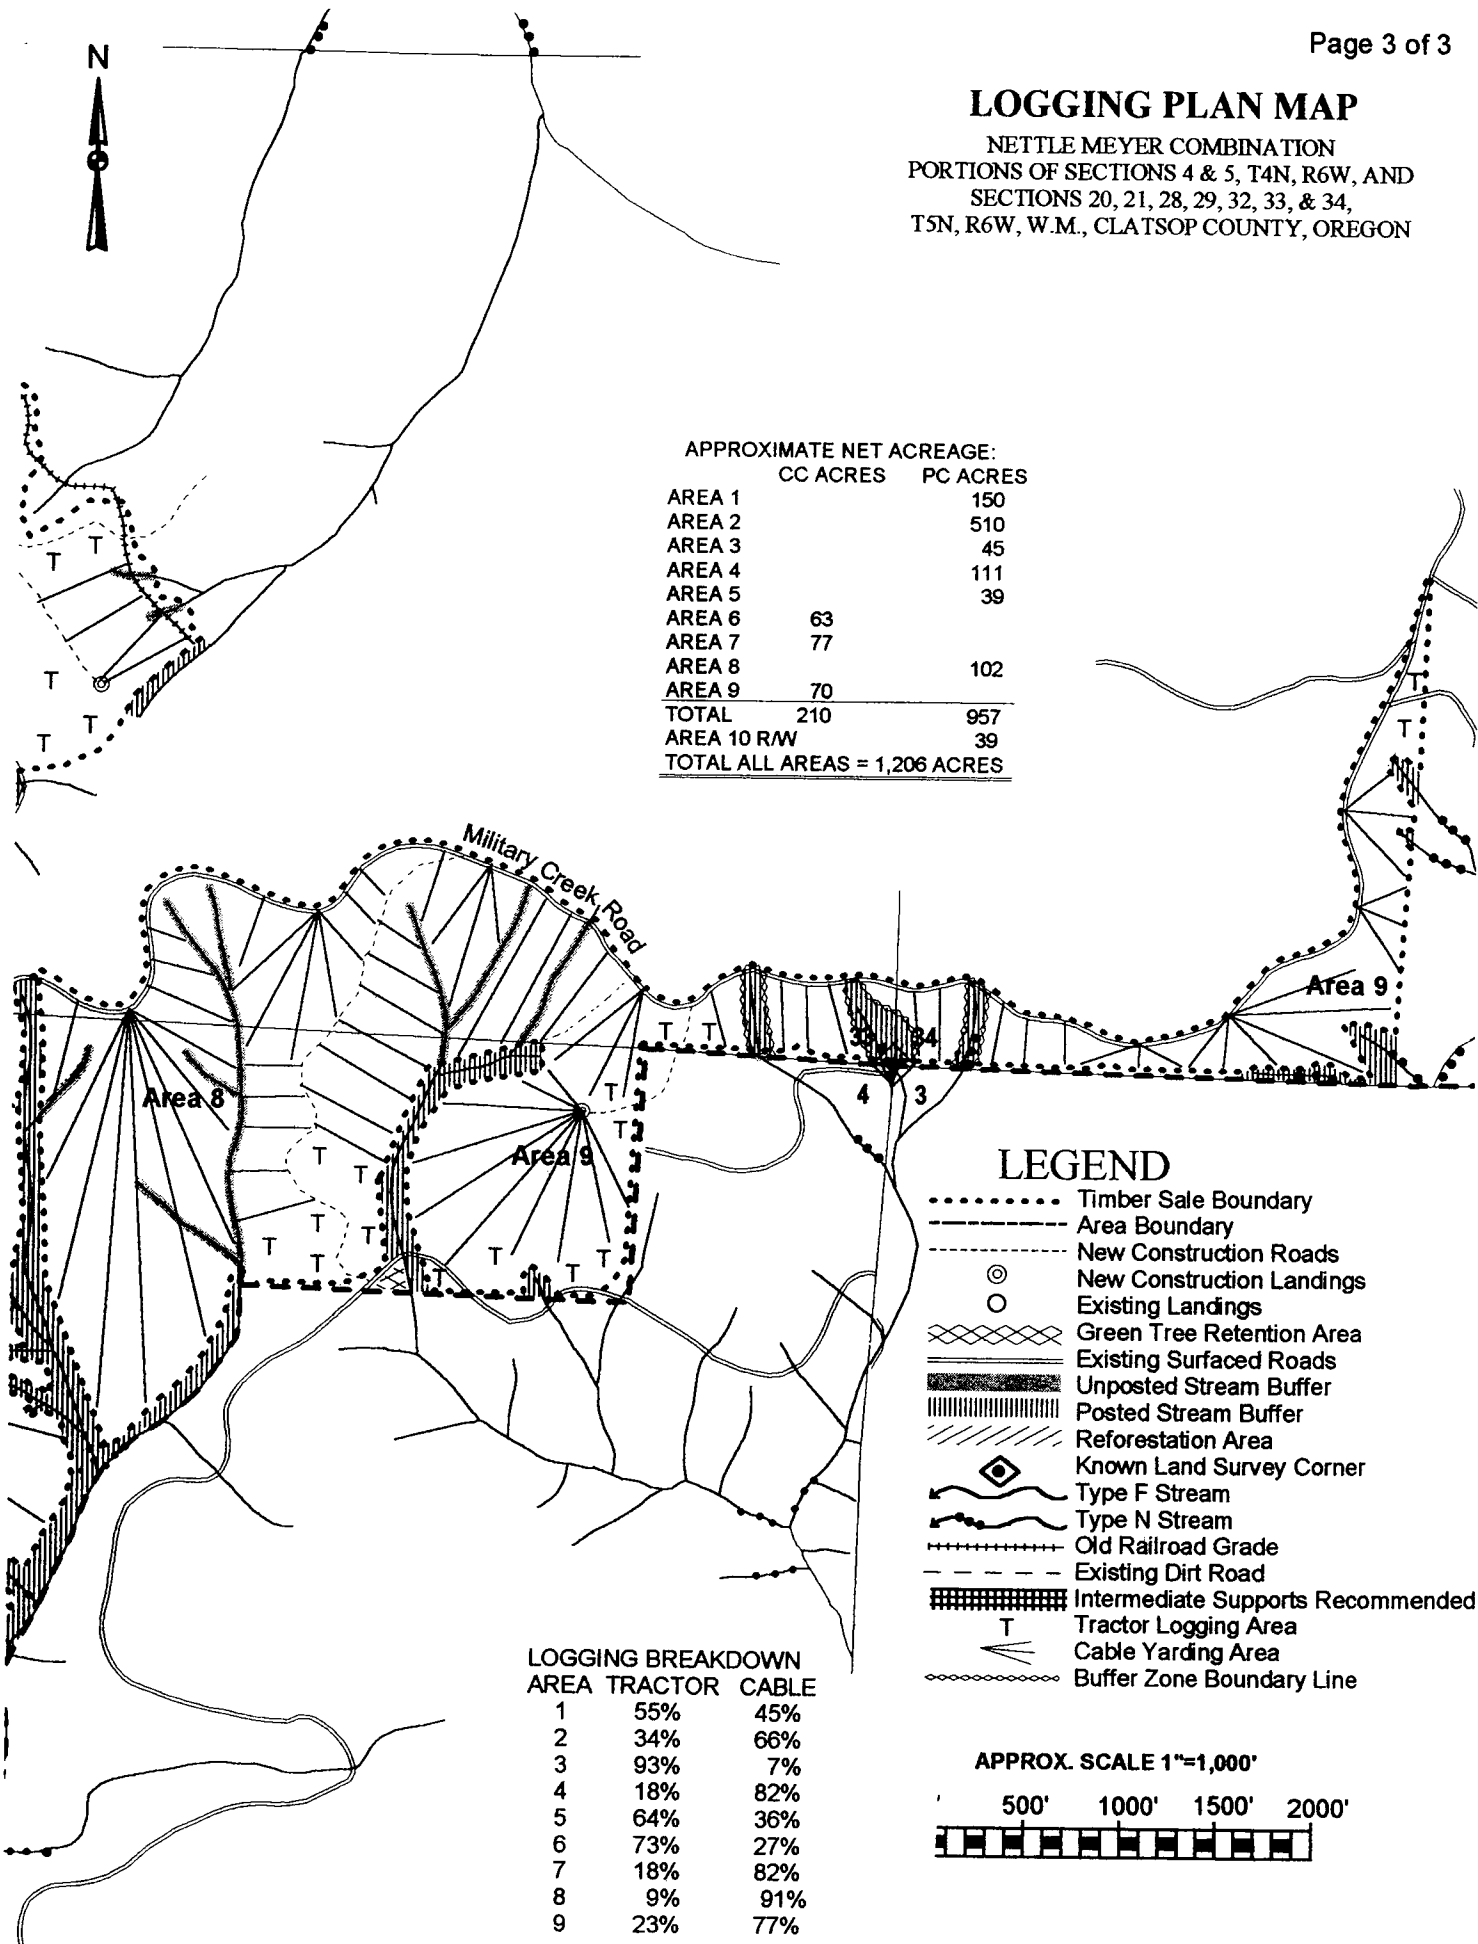 Page 3 of 3
N
LOGGING PLAN MAP
NETTLE MEYER COMBINATION
PORTIONS OF SECTIONS 4 & 5, T4N, R6W, AND
SECTIONS 20, 21, 28, 29, 32, 33, & 34,
T5N, R6W, W.M., CLATSOP COUNTY, OREGON
APPROXIMATE NET ACREAGE:
CC ACRES PC ACRES
AREA 1 150
AREA 2 510
AREA 3 45
AREA 4 111
AREA 5 39
AREA 6 63
AREA 7 77
AREA 8 102
AREA 9 70
TOTAL 210 957
AREA 10 R/W 39
TOTAL ALL AREAS = 1,206 ACRES
T T
T
T
T
T
T
Military Creek Road
Area 9
T T
34
4 3
Area 8
T
T
Area 9
T
T
T
T
T
T
T
T
T
T
LEGEND
Timber Sale Boundary
Area Boundary
New Construction Roads
New Construction Landings
Existing Landings
Green Tree Retention Area
Existing Surfaced Roads
Unposted Stream Buffer
Posted Stream Buffer
Reforestation Area
Known Land Survey Corner
Type F Stream
Type N Stream
Old Railroad Grade
Existing Dirt Road
Intermediate Supports Recommended
T Tractor Logging Area
Cable Yarding Area
Buffer Zone Boundary Line
LOGGING BREAKDOWN
AREA TRACTOR CABLE
1 55% 45%
2 34% 66%
3 93% 7%
4 18% 82%
5 64% 36%
6 73% 27%
7 18% 82%
8 9% 91%
9 23% 77%
APPROX. SCALE 1"=1,000'
500' 1000' 1500' 2000'